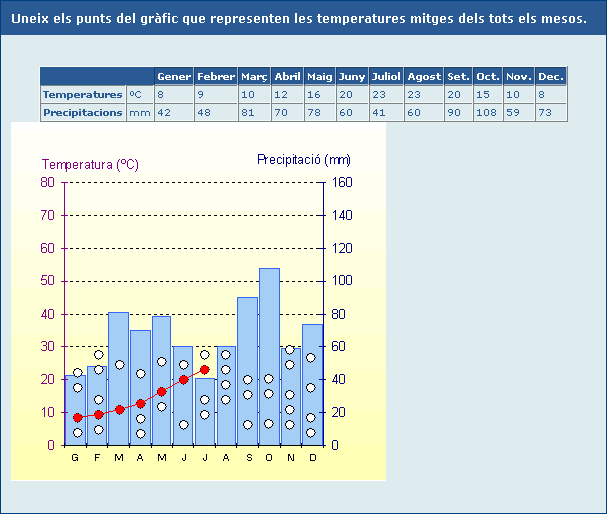 Uneix els punts del gràfic que representen les temperatures mitges dels tots els mesos.
Gener Febrer Març Abril Maig Juny Juliol Agost Set. Oct. Nov. Dec.
Temperatures ºC 8 9 10 12 16 20 23 23 20 15 10 8
Precipitacions mm 42 48 81 70 78 60 41 60 90 108 59 73
Temperatura (ºC) Precipitació (mm)
80 160
70 140
60 120
50 100
40 80
30 60
20 40
10 20
0 0
G F M A M J J A S O N D